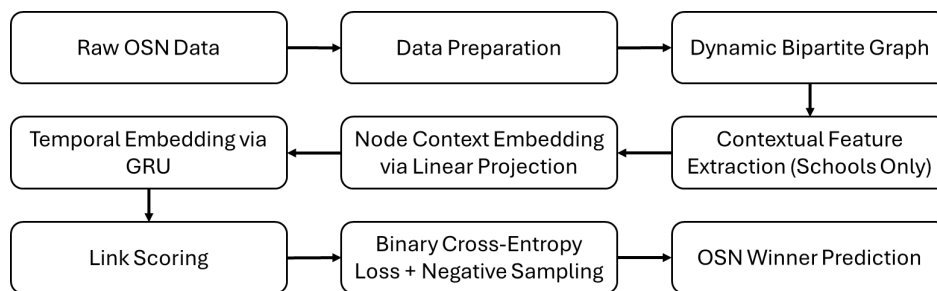 Raw OSN Data
Data Preparation
Dynamic Bipartite Graph
Contextual Feature
Extraction (Schools Only)
Node Context Embedding
via Linear Projection
Temporal Embedding via
GRU
Link Scoring
Binary Cross-Entropy
Loss + Negative Sampling
OSN Winner Prediction